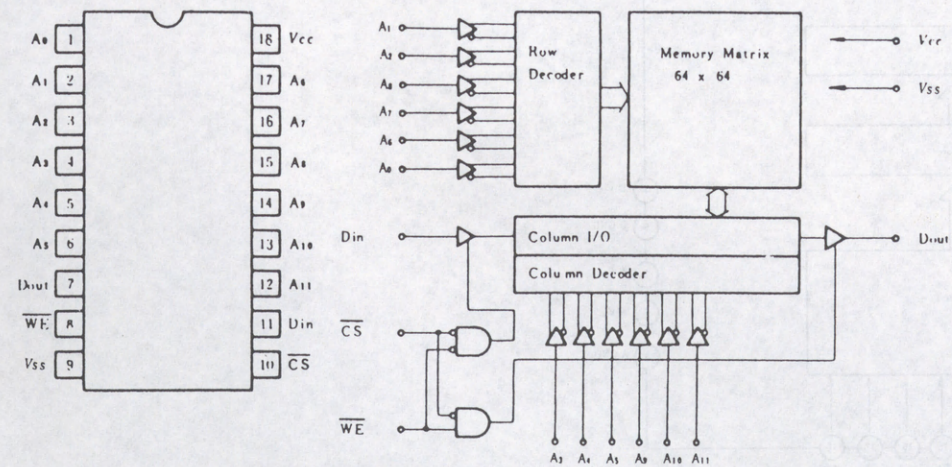 A0 1 18 Vcc
A1 2 17 A6
A2 3 16 A7
A3 4 15 A8
A4 5 14 A9
A5 6 13 A10
Dout 7 12 A11
WE 8 11 Din
Vss 9 10 CS
A1
A2
A8
A7
A6
A0
Row
Decoder
Memory Matrix
64 x 64
Vcc
Vss
Din
Column I/O
Dout
Column Decoder
CS
WE
A3 A4 A5 A9 A10 A11